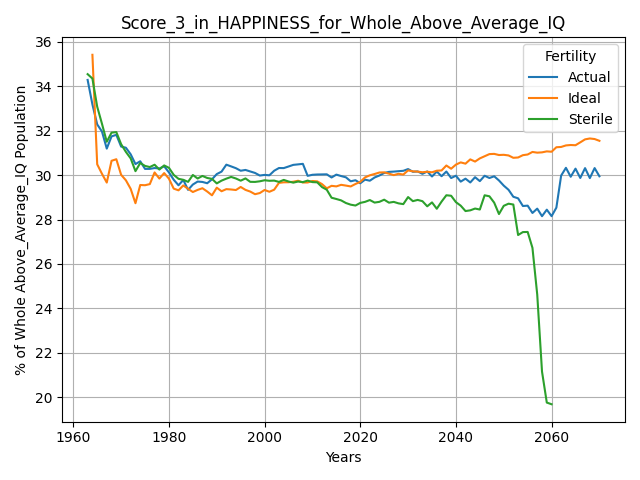 Score_3_in_HAPPINESS_for_Whole_Above_Average_IQ
% of Whole Above_Average_IQ Population
36
34
32
30
28
26
24
22
20
Fertility
Actual
Ideal
Sterile
1960 1980 2000 2020 2040 2060
Years